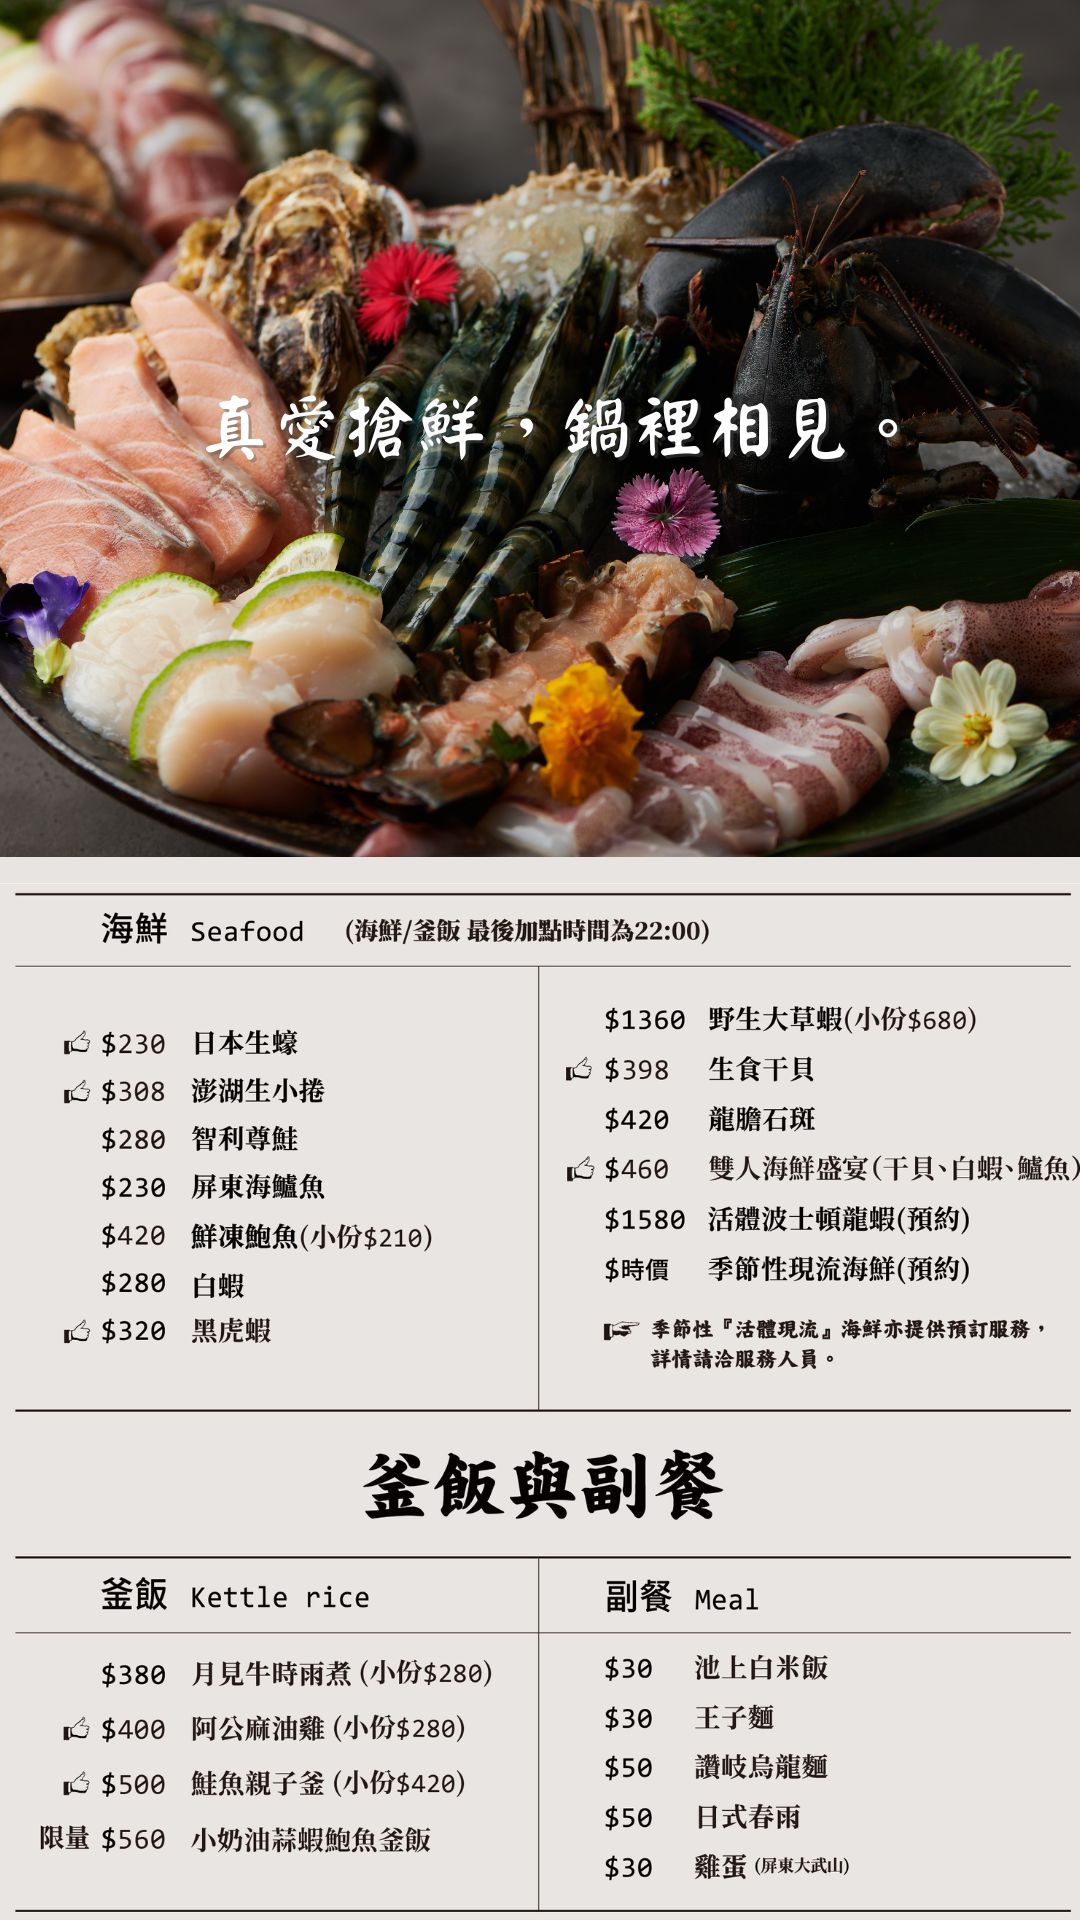 真愛搶鮮，鍋裡相見。
海鮮 Seafood (海鮮/釜飯 最後加點時間為22:00)
$230 日本生蠔
$308 澎湖生小捲
$280 智利尊鮭
$230 屏東海鱸魚
$420 鮮凍鮑魚(小份$210)
$280 白蝦
$320 黑虎蝦
$1360 野生大草蝦(小份$680)
$398 生食干貝
$420 龍膽石斑
$460 雙人海鮮盛宴(干貝、白蝦、鱸魚)
$1580 活體波士頓龍蝦(預約)
$時價 季節性現流海鮮(預約)
季節性『活體現流』海鮮亦提供預訂服務，
詳情請洽服務人員。
釜飯與副餐
釜飯 Kettle rice
$380 月見牛時雨煮 (小份$280)
$400 阿公麻油雞 (小份$280)
$500 鮭魚親子釜 (小份$420)
限量 $560 小奶油蒜蝦鮑魚釜飯
副餐 Meal
$30 池上白米飯
$30 王子麵
$50 讚岐烏龍麵
$50 日式春雨
$30 雞蛋 (屏東大武山)